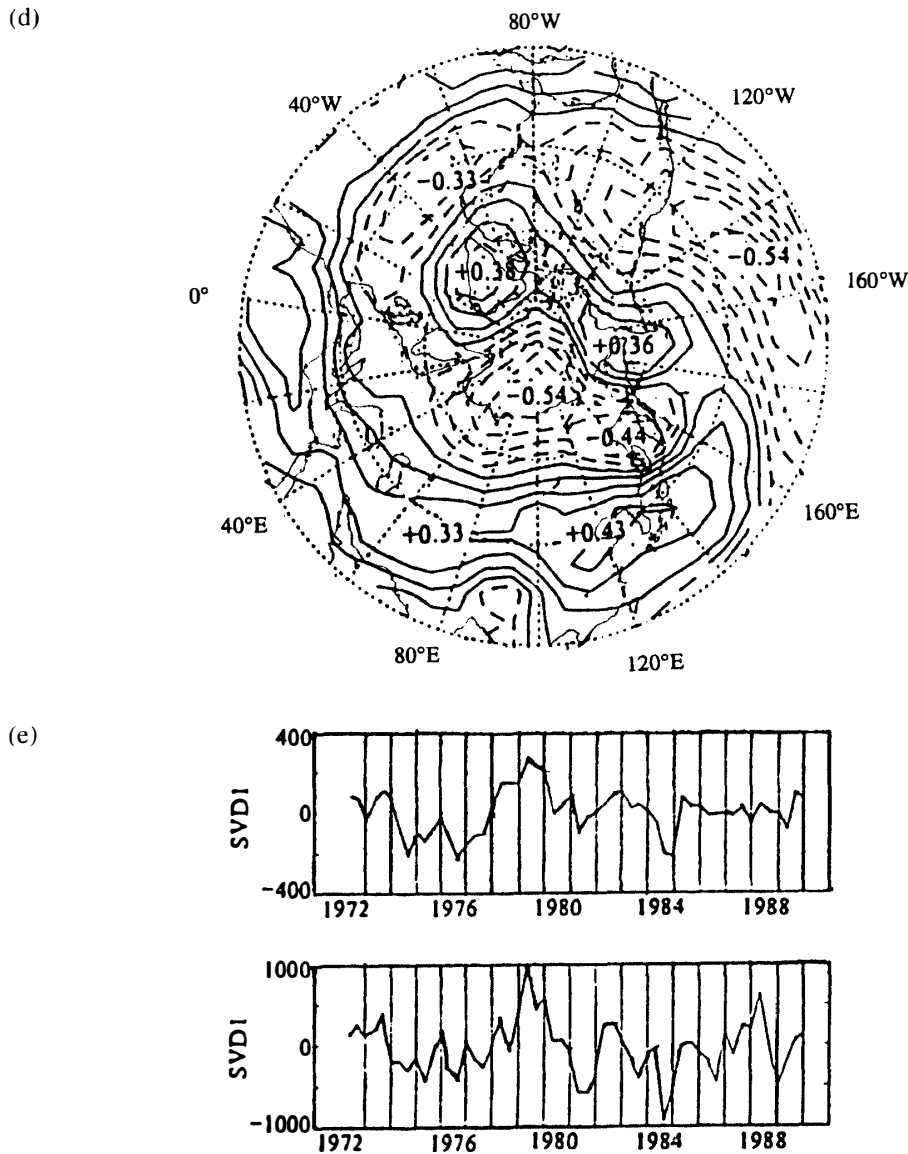 (d)
80°W
40°W
120°W
-0.33
+0.38
-0.54
0°
160°W
+0.36
-0.54
-0.44
40°E
+0.33
+0.43
160°E
80°E
120°E
(e)
400
SVD1
0
-400
1972 1976 1980 1984 1988
1000
SVD1
0
-1000
1972 1976 1980 1984 1988